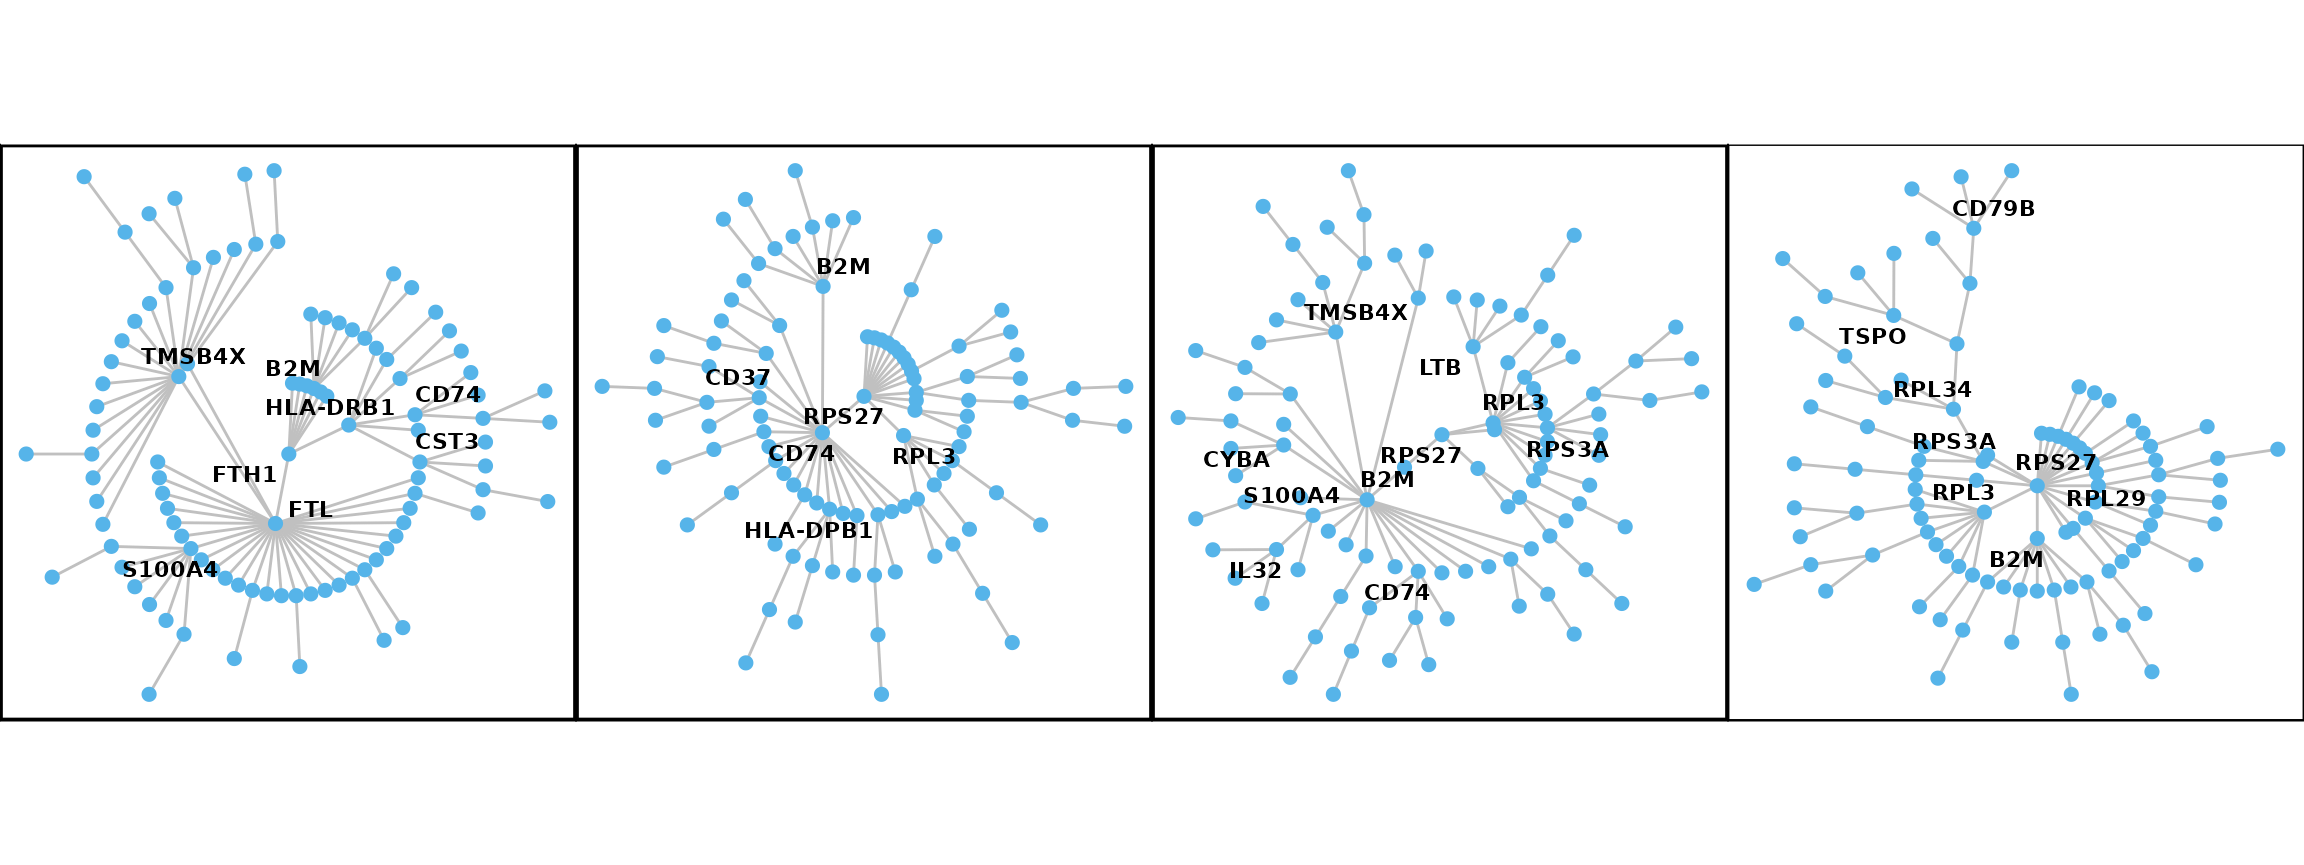 TMSB4X
B2M
HLA-DRB1
CD74
CST3
FTH1
FTL
S100A4
B2M
CD37
RPS27
CD74
RPL3
HLA-DPB1
TMSB4X
LTB
RPL3
RPS27
RPS3A
CYBA
B2M
S100A4
IL32
CD74
CD79B
TSPO
RPL34
RPS3A
RPS27
RPL3
RPL29
B2M